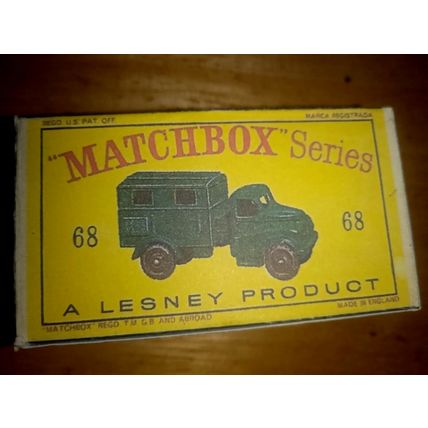 REGD U.S. PAT. OFF. MARCA REGISTRADA
"MATCHBOX" Series
68 68
A LESNEY PRODUCT
MADE IN ENGLAND
"MATCHBOX" REGD. T.M. G.B. AND ABROAD